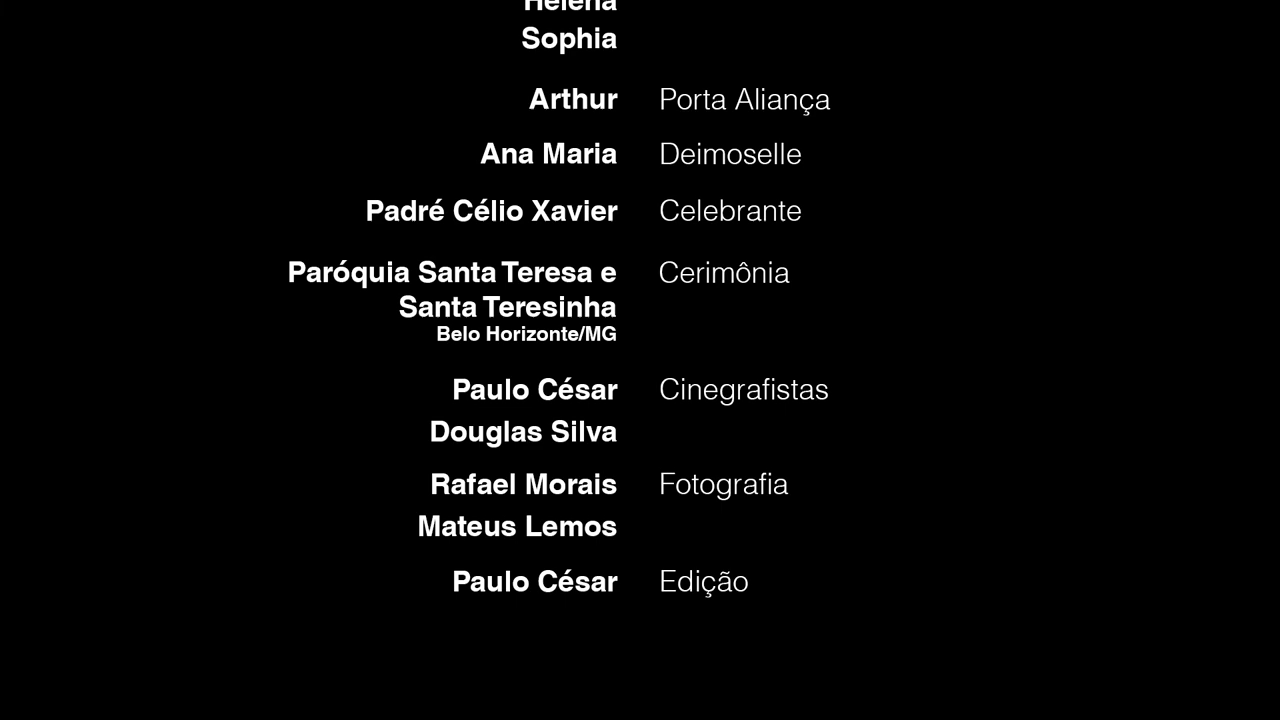 Helena
Sophia
Arthur Porta Aliança
Ana Maria Deimoselle
Padré Célio Xavier Celebrante
Paróquia Santa Teresa e Cerimônia
Santa Teresinha
Belo Horizonte/MG
Paulo César Cinegrafistas
Douglas Silva
Rafael Morais Fotografia
Mateus Lemos
Paulo César Edição